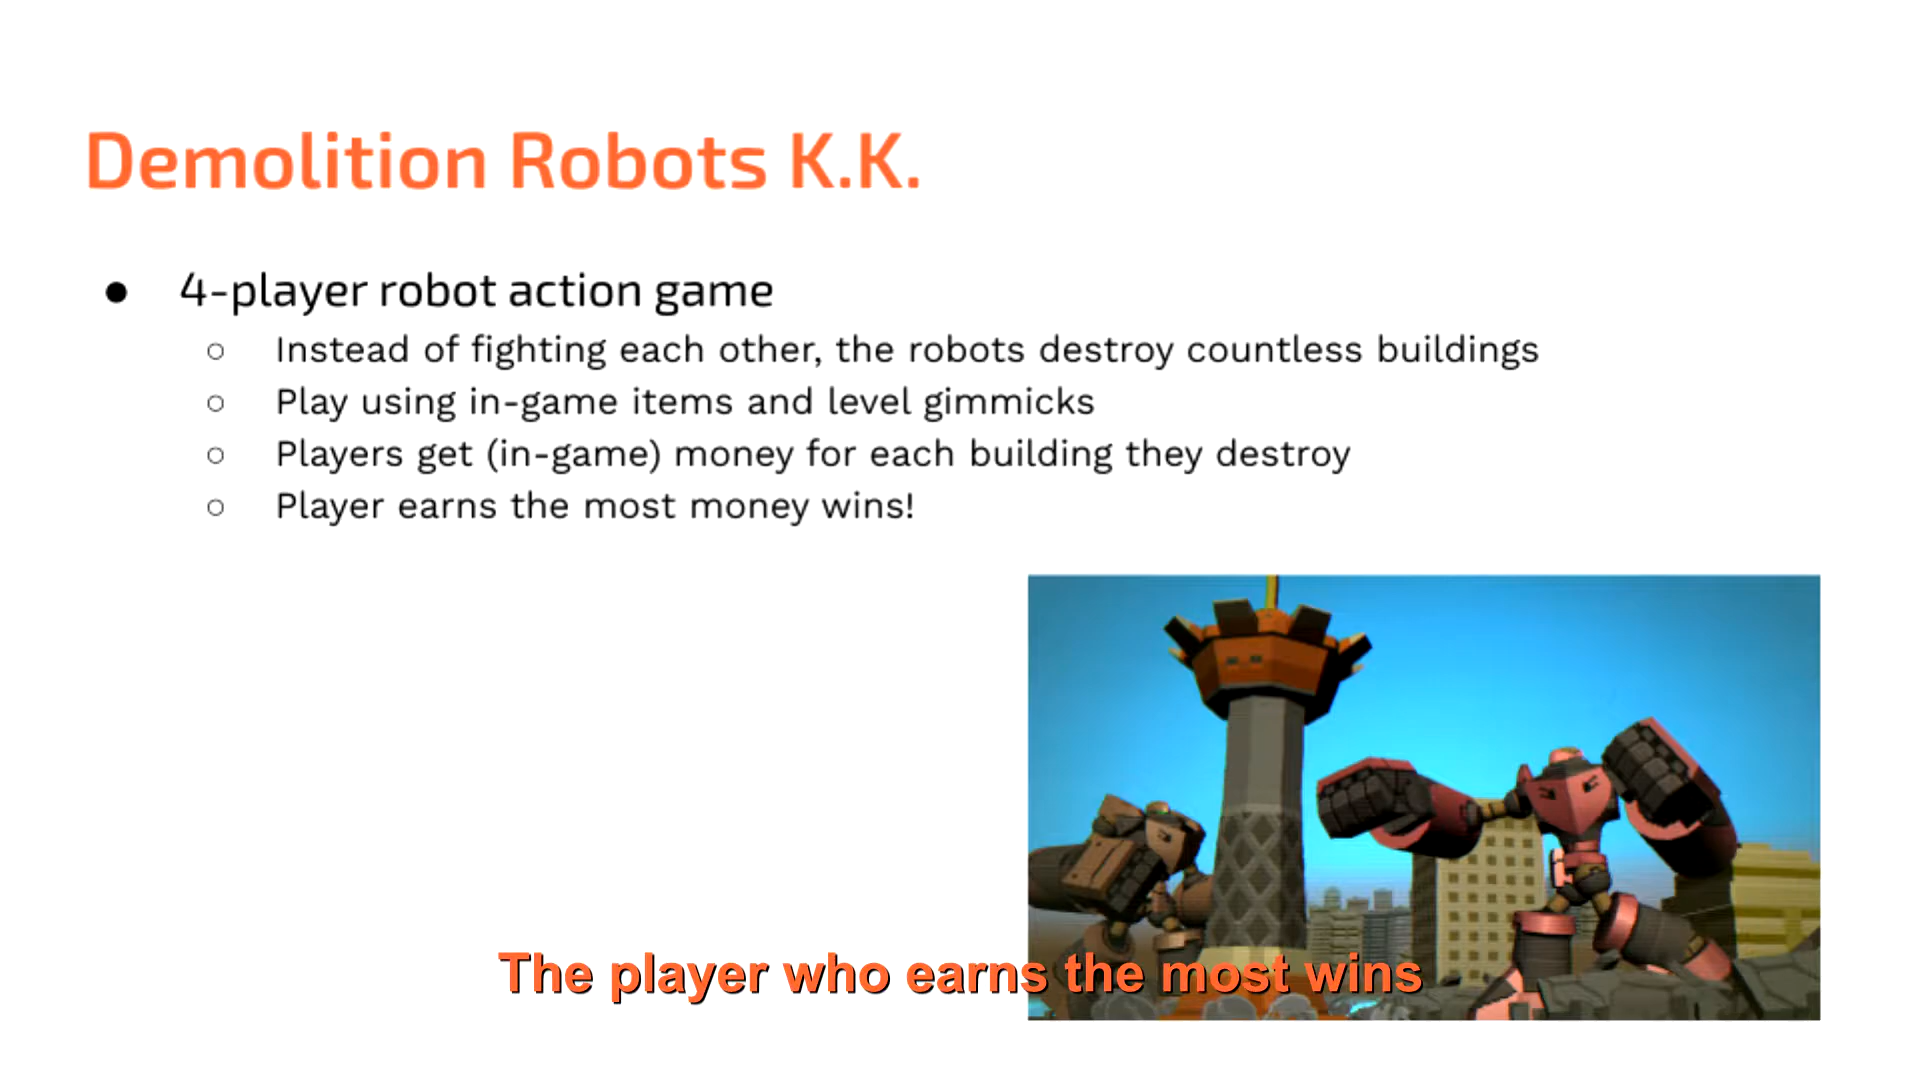 Demolition Robots K.K.
● 4-player robot action game
○ Instead of fighting each other, the robots destroy countless buildings
○ Play using in-game items and level gimmicks
○ Players get (in-game) money for each building they destroy
○ Player earns the most money wins!
The player who earns the most wins